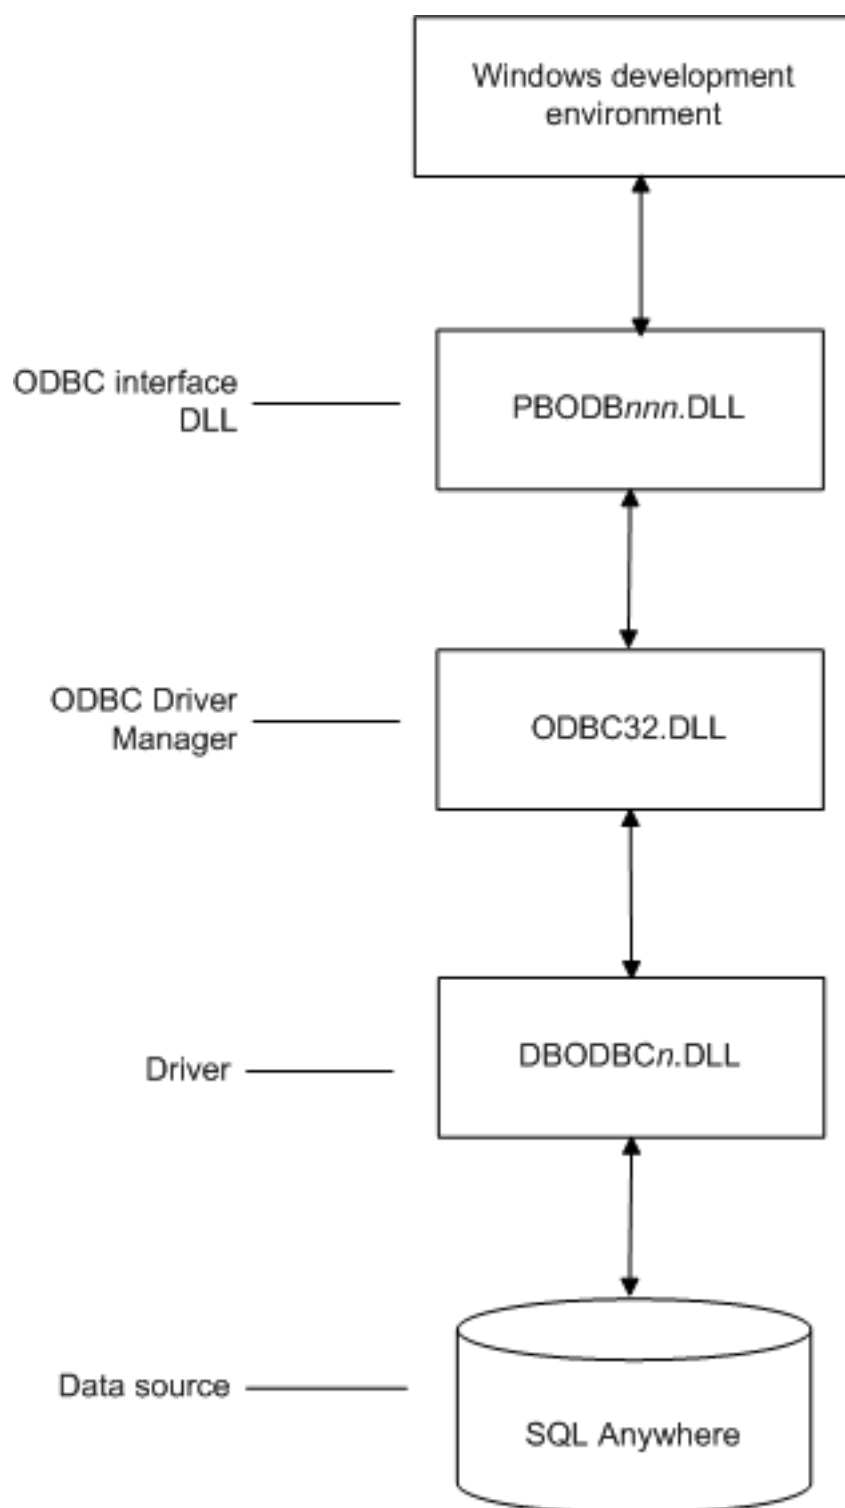 Windows development
environment
ODBC interface
DLL
PBODBnnn.DLL
ODBC Driver
Manager
ODBC32.DLL
Driver
DBODBCn.DLL
Data source
SQL Anywhere